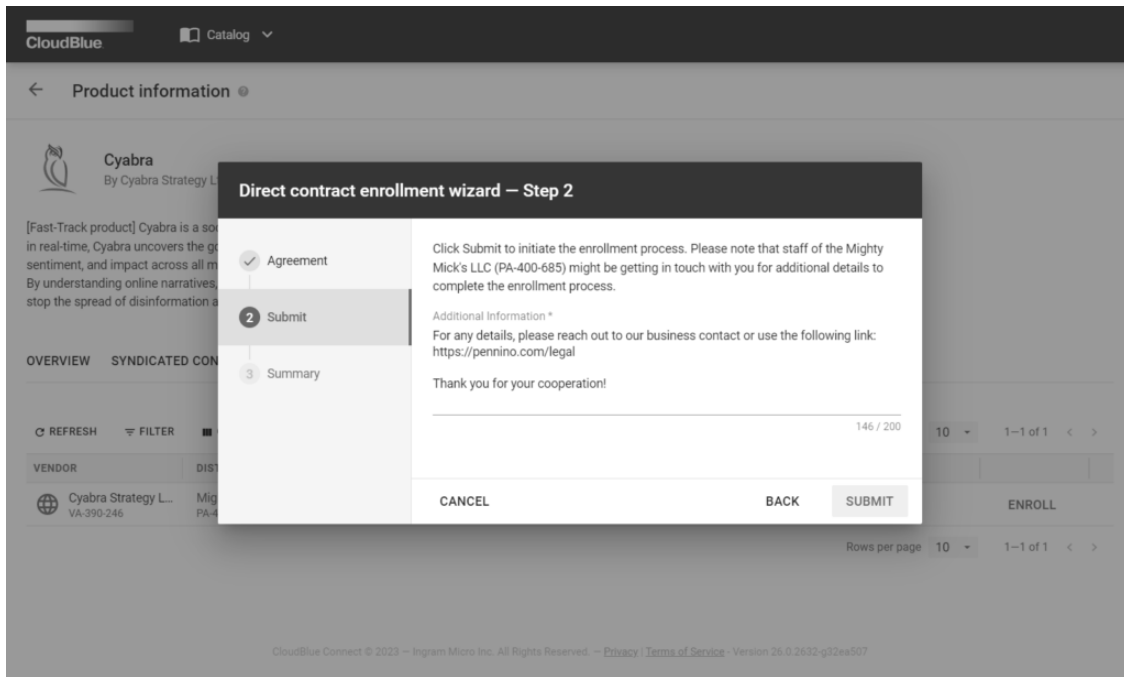 CloudBlue
Catalog
Product information
Cyabra
By Cyabra Strategy L
Direct contract enrollment wizard — Step 2
[Fast-Track product] Cyabra is a so
in real-time, Cyabra uncovers the
sentiment, and impact across all
By understanding online narratives,
stop the spread of disinformation
Agreement
2 Submit
3 Summary
Click Submit to initiate the enrollment process. Please note that staff of the Mighty
Mick's LLC (PA-400-685) might be getting in touch with you for additional details to
complete the enrollment process.
Additional Information *
For any details, please reach out to our business contact or use the following link:
https://pennino.com/legal
Thank you for your cooperation!
146 / 200
CANCEL
BACK
SUBMIT
OVERVIEW SYNDICATED CON
REFRESH FILTER
10 1–1 of 1
VENDOR DIST
Cyabra Strategy L... Mig
VA-390-246 PA-4
ENROLL
Rows per page 10 1–1 of 1
CloudBlue Connect © 2023 — Ingram Micro Inc. All Rights Reserved. — Privacy | Terms of Service - Version 26.0.2632-g32ea507